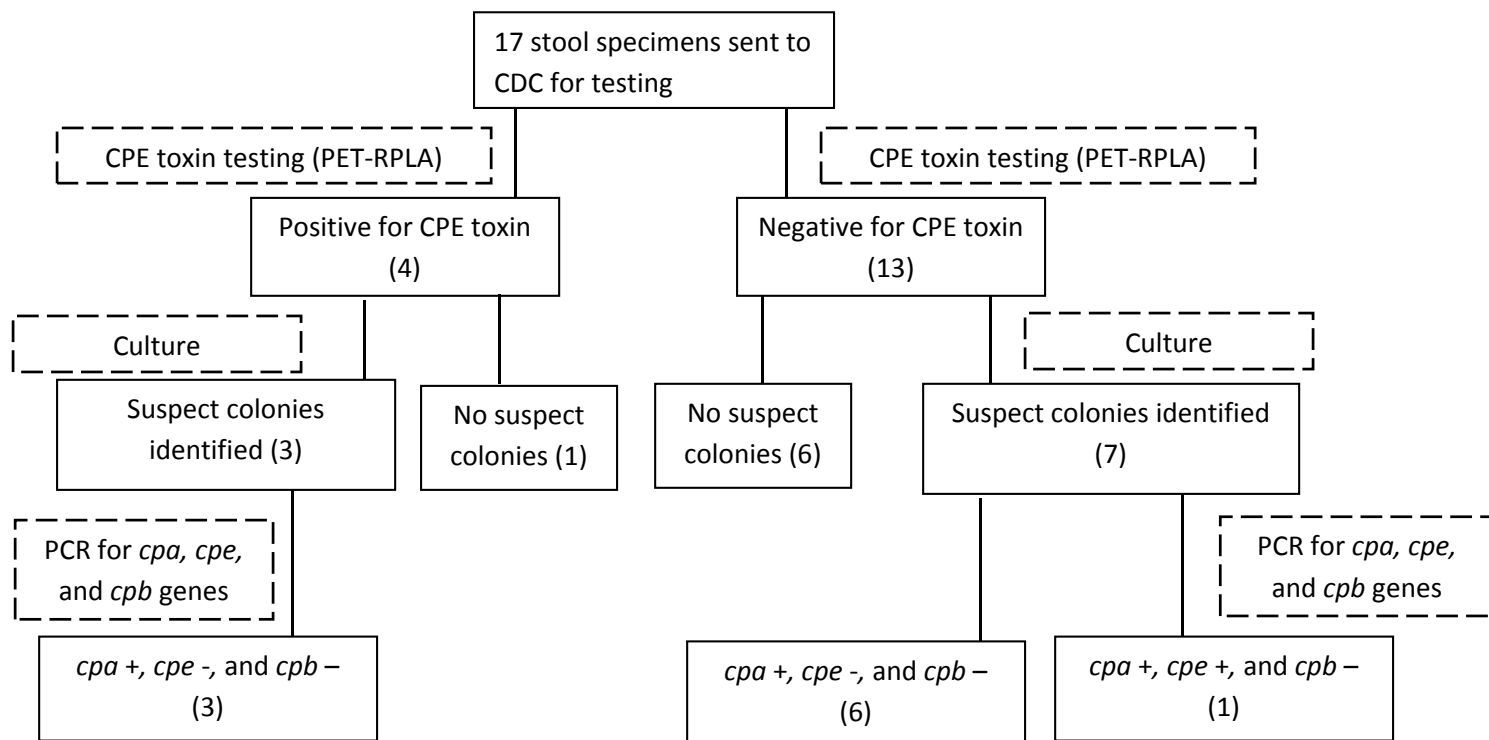 17 stool specimens sent to
CDC for testing
CPE toxin testing (PET-RPLA)
CPE toxin testing (PET-RPLA)
Positive for CPE toxin
(4)
Negative for CPE toxin
(13)
Culture
Culture
Suspect colonies
identified (3)
No suspect
colonies (1)
No suspect
colonies (6)
Suspect colonies identified
(7)
PCR for cpa, cpe,
and cpb genes
PCR for cpa, cpe,
and cpb genes
cpa +, cpe -, and cpb –
(3)
cpa +, cpe -, and cpb –
(6)
cpa +, cpe +, and cpb –
(1)